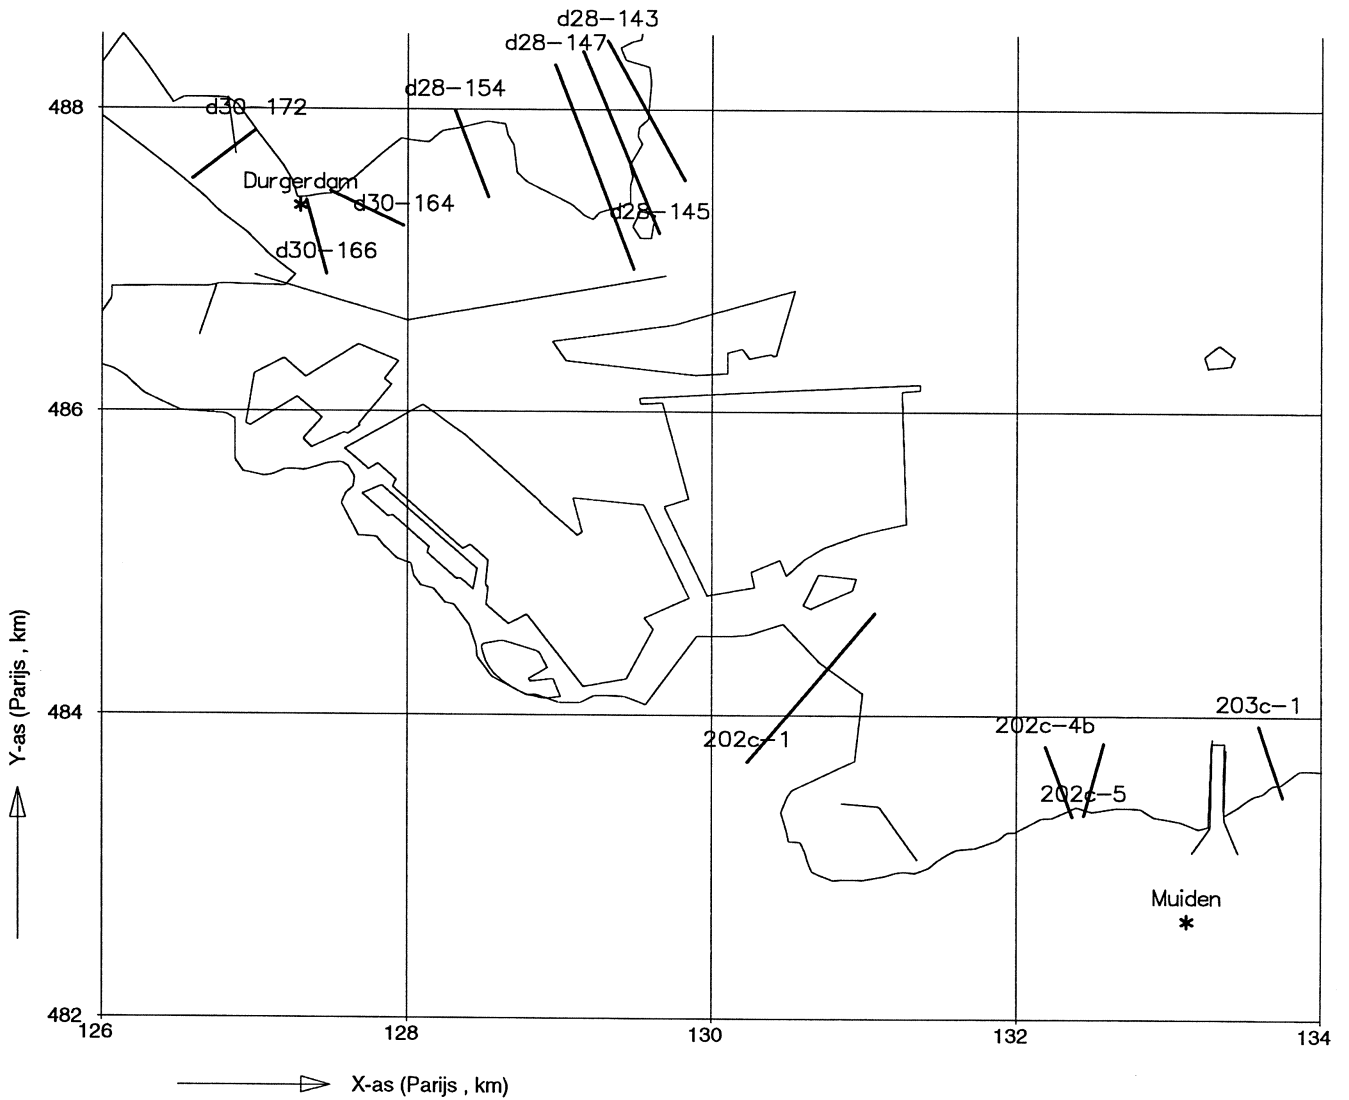 d28-143
d28-147
d28-154
488
d30-172
Durgerdam
d30-164
d28-145
d30-166
486
484
203c-1
202c-4b
202c-1
202c-5
Muiden
482
126 128 130 132 134
X-as (Parijs , km)
Y-as (Parijs , km)